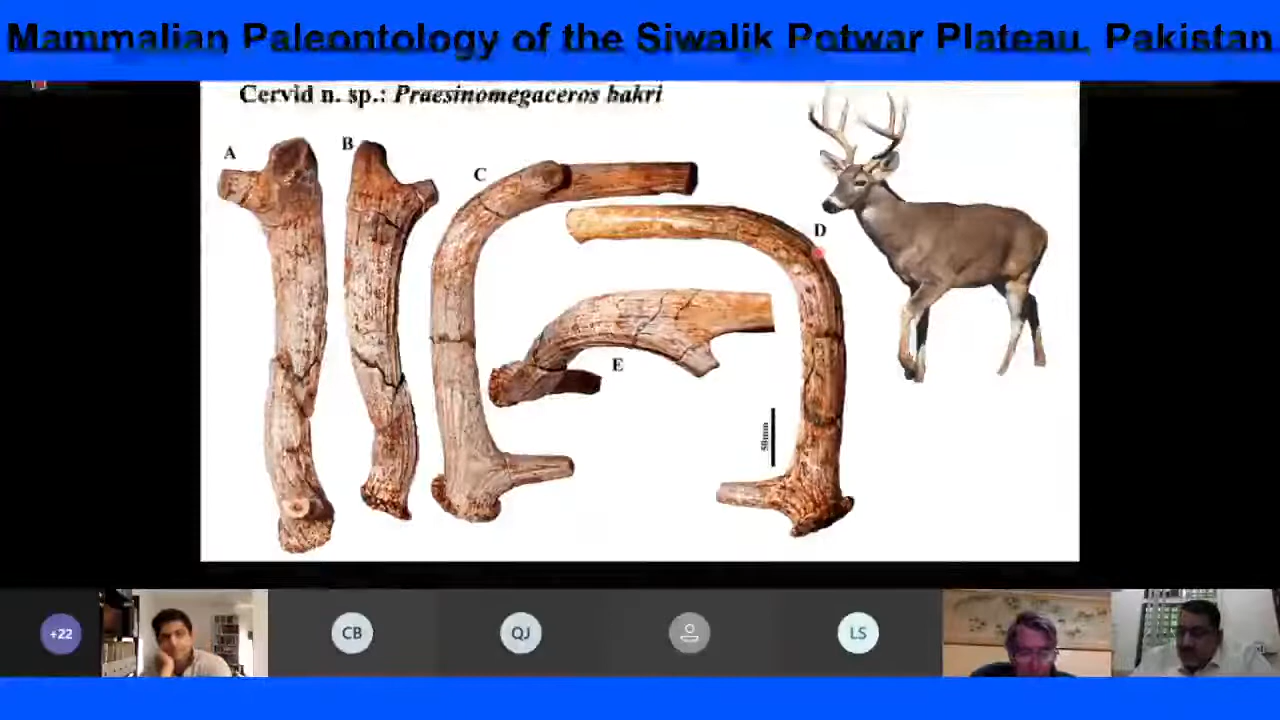 Mammalian Paleontology of the Siwalik Potwar Plateau, Pakistan
Cervid n. sp.: Praesinomegaceros bakri
A
B
C
D
E
50mm
+22
CB
QJ
LS